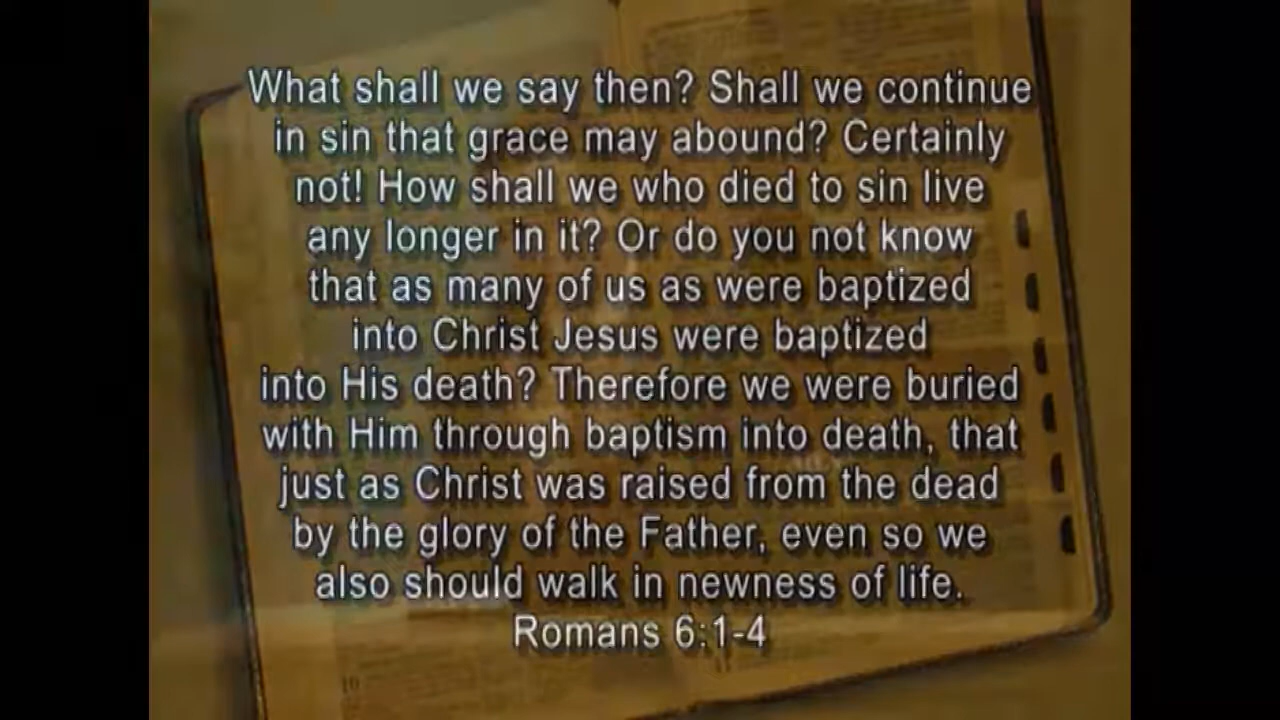 What shall we say then? Shall we continue
in sin that grace may abound? Certainly
not! How shall we who died to sin live
any longer in it? Or do you not know
that as many of us as were baptized
into Christ Jesus were baptized
into His death? Therefore we were buried
with Him through baptism into death, that
just as Christ was raised from the dead
by the glory of the Father, even so we
also should walk in newness of life.
Romans 6:1-4